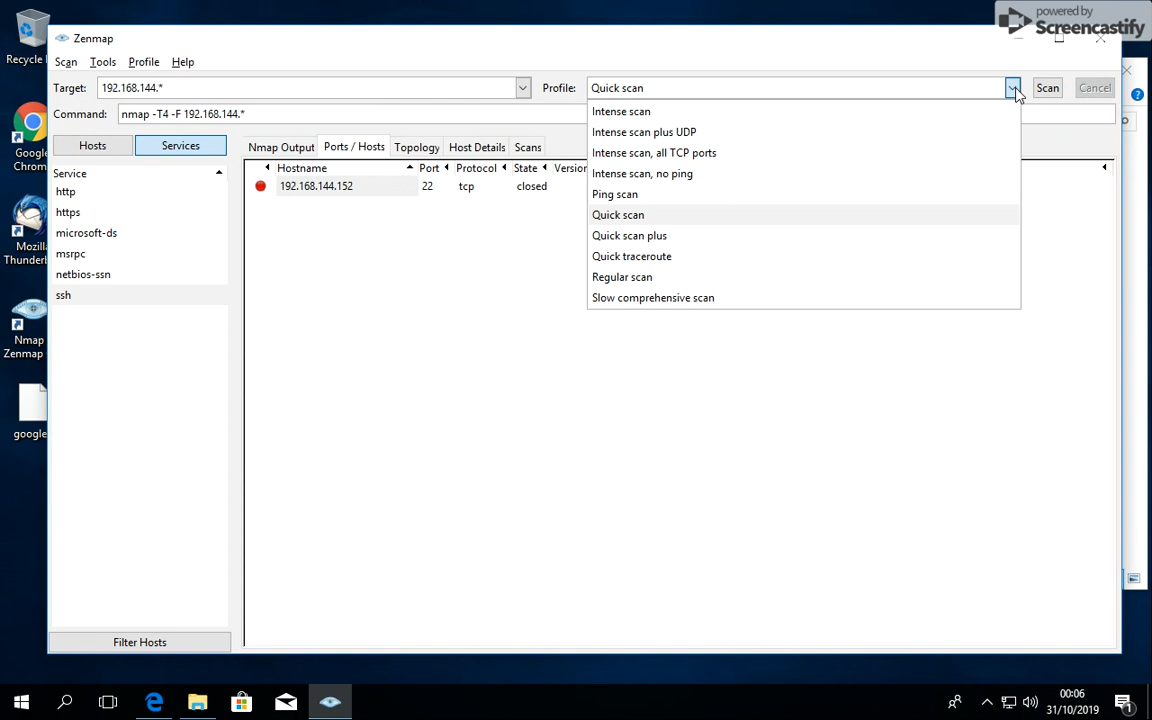 powered by
Screencastify
Recycle
Zenmap
Scan Tools Profile Help
Target: 192.168.144.* Profile: Quick scan Scan Cancel
Command: nmap -T4 -F 192.168.144.*
Hosts Services
Nmap Output Ports / Hosts Topology Host Details Scans
Service
http
https
microsoft-ds
msrpc
netbios-ssn
ssh
Hostname Port Protocol State Version
192.168.144.152 22 tcp closed
Intense scan
Intense scan plus UDP
Intense scan, all TCP ports
Intense scan, no ping
Ping scan
Quick scan
Quick scan plus
Quick traceroute
Regular scan
Slow comprehensive scan
Google
Chrom
Mozill
Thunderb
Nmap
Zenmap
google
Filter Hosts
00:06
31/10/2019
1